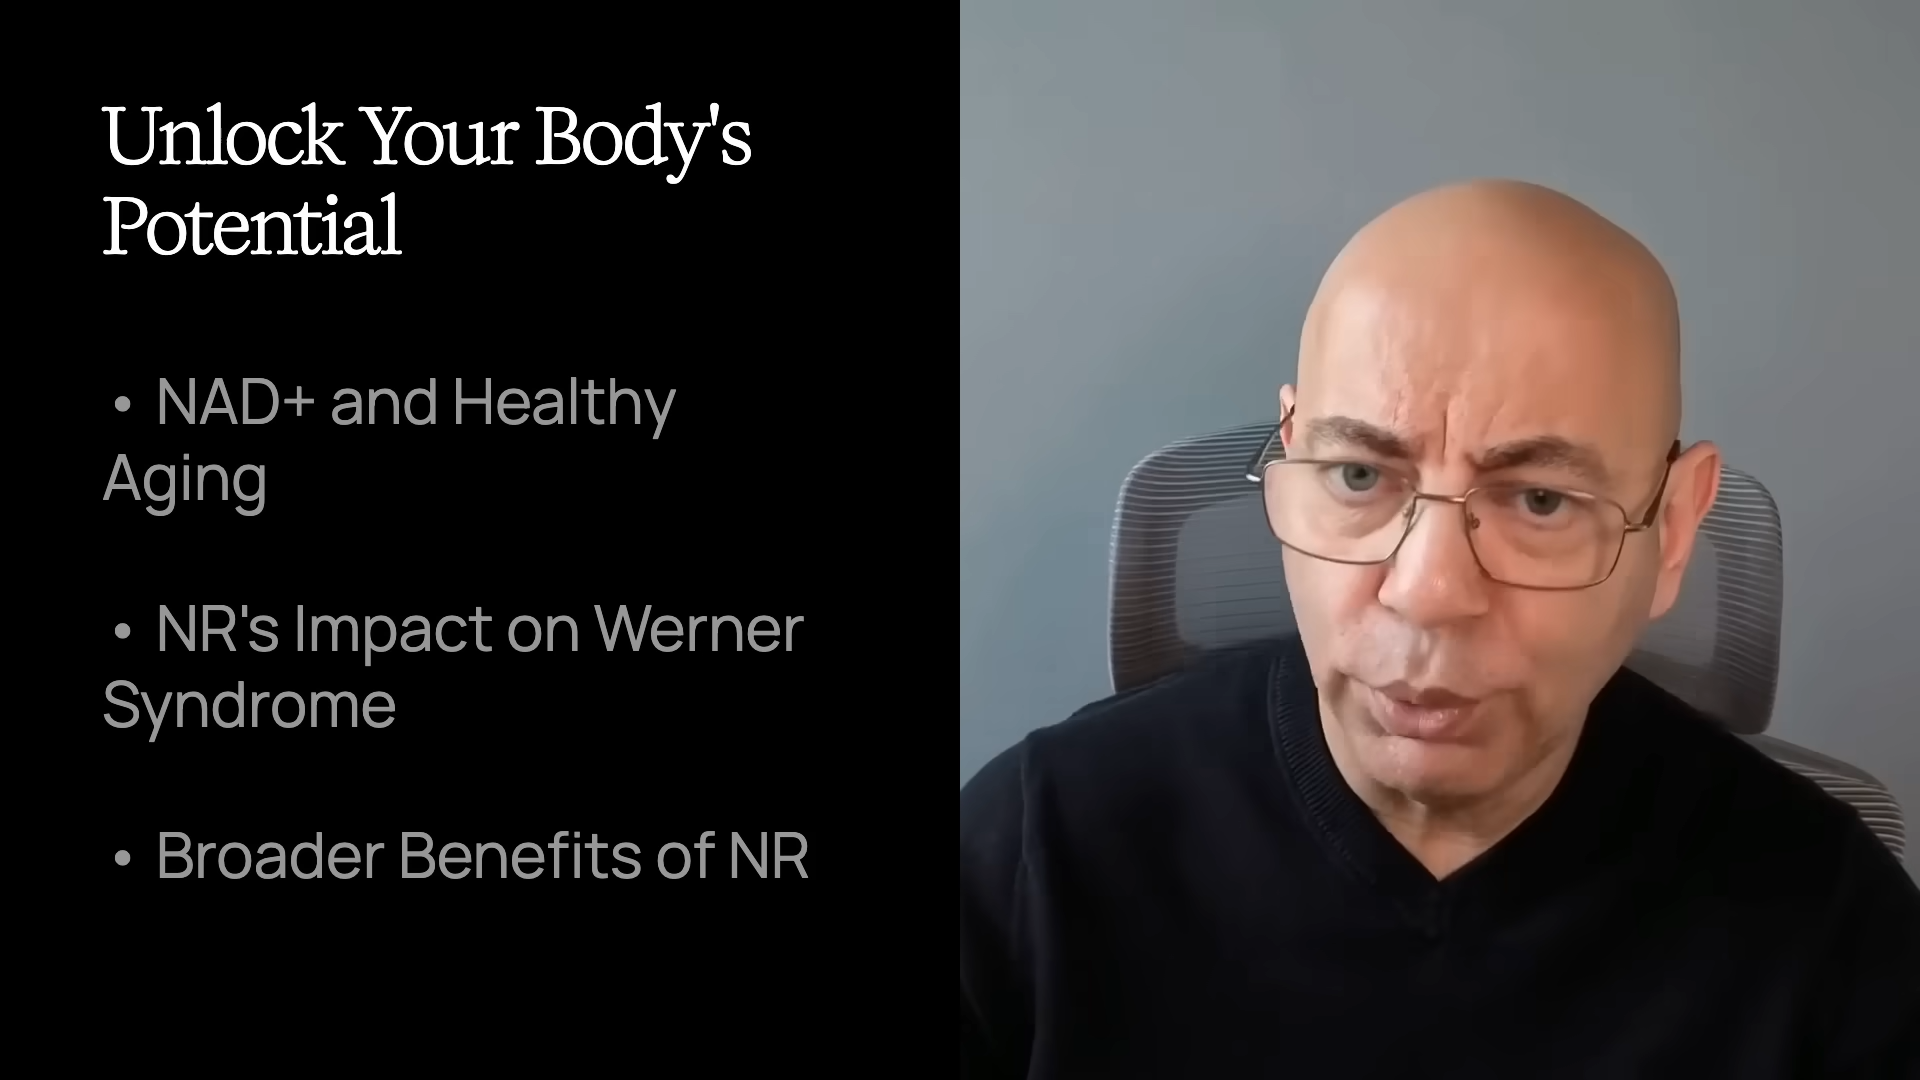 Unlock Your Body's
Potential
• NAD+ and Healthy
Aging
• NR's Impact on Werner
Syndrome
• Broader Benefits of NR